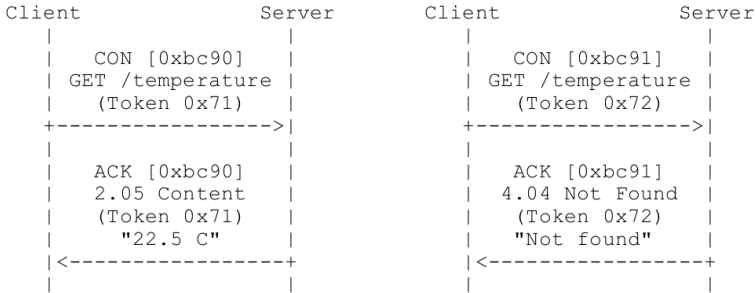 Client              Server       Client              Server
   |                  |             |                  |
   |   CON [0xbc90]   |             |   CON [0xbc91]   |
   | GET /temperature |             | GET /temperature |
   |   (Token 0x71)   |             |   (Token 0x72)   |
   +----------------->|             +----------------->|
   |                  |             |                  |
   |   ACK [0xbc90]   |             |   ACK [0xbc91]   |
   |   2.05 Content   |             |  4.04 Not Found  |
   |   (Token 0x71)   |             |   (Token 0x72)   |
   |     "22.5 C"     |             |   "Not found"    |
   |<-----------------+             |<-----------------+
   |                  |             |                  |